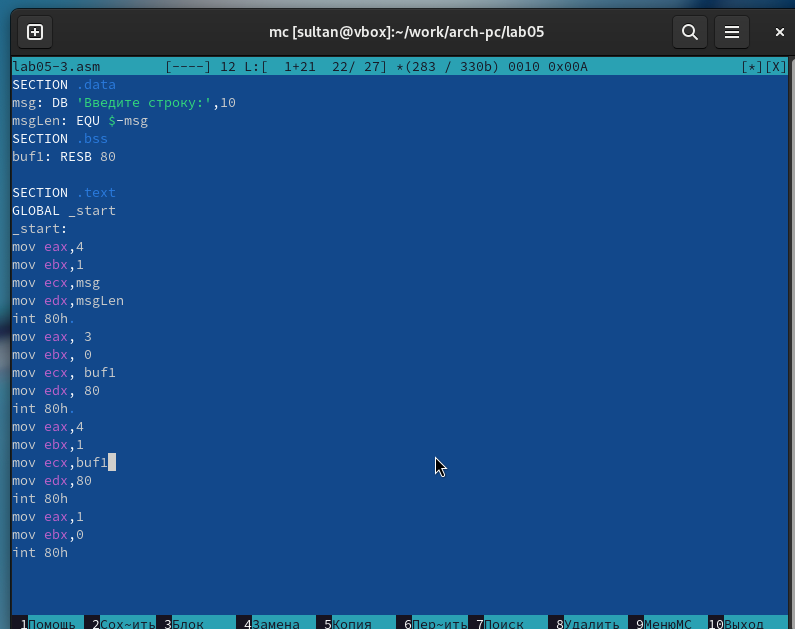 mc [sultan@vbox]:~/work/arch-pc/lab05
lab05-3.asm [----] 12 L:[ 1+21 22/ 27] *(283 / 330b) 0010 0x00A [*][X]
SECTION .data
msg: DB 'Введите строку:',10
msgLen: EQU $-msg
SECTION .bss
buf1: RESB 80
SECTION .text
GLOBAL _start
_start:
mov eax,4
mov ebx,1
mov ecx,msg
mov edx,msgLen
int 80h.
mov eax, 3
mov ebx, 0
mov ecx, buf1
mov edx, 80
int 80h.
mov eax,4
mov ebx,1
mov ecx,buf1
mov edx,80
int 80h
mov eax,1
mov ebx,0
int 80h
1Помощь 2Сох~ить 3Блок 4Замена 5Копия 6Пер~ить 7Поиск 8Удалить 9МенюМС 10Выход